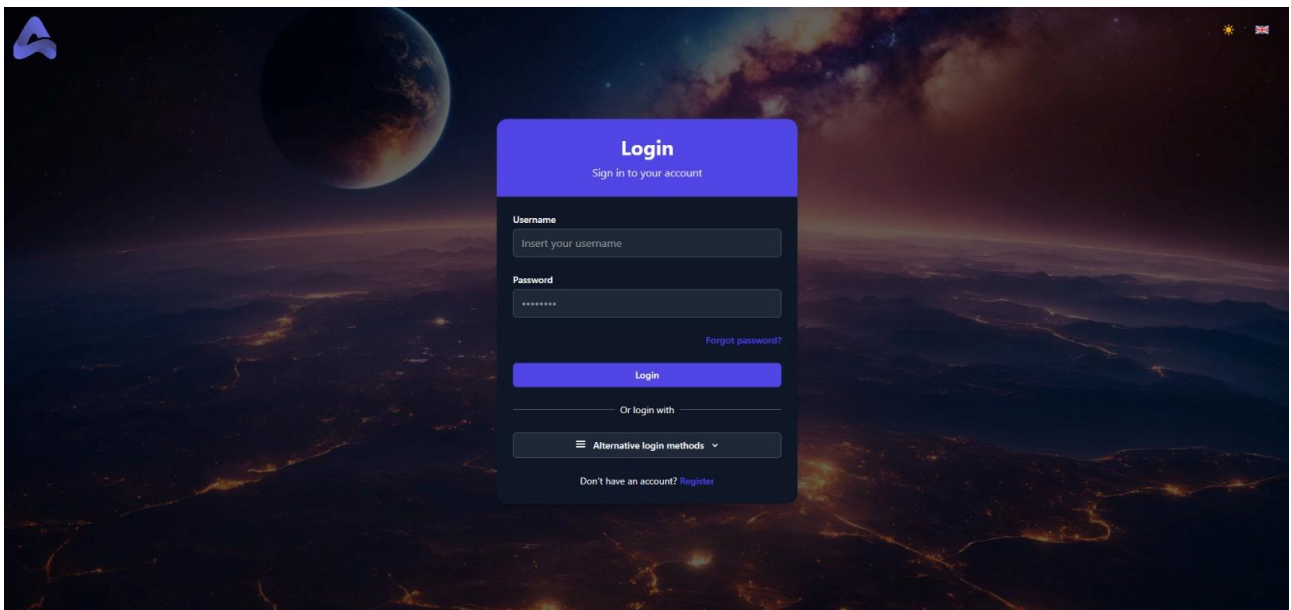 Login
Sign in to your account
Username
Insert your username
Password
********
Forgot password?
Login
Or login with
Alternative login methods
Don't have an account? Register